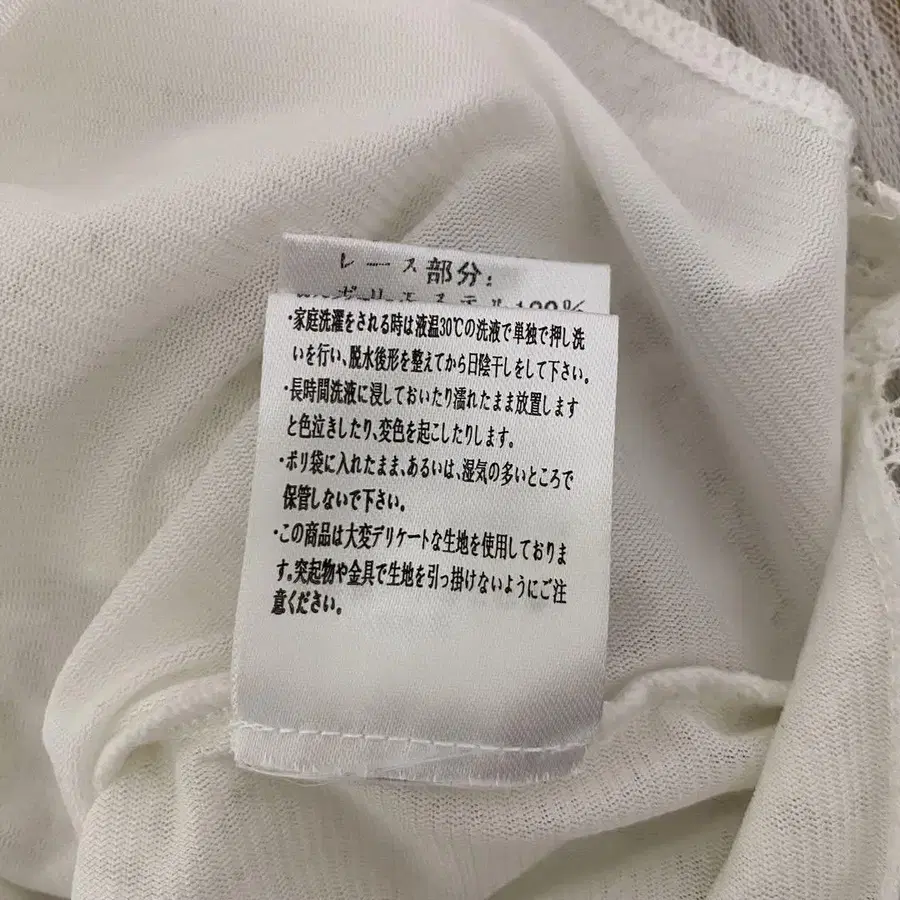 レース部分:
ポリエステル100%
・家庭洗濯をされる時は液温30℃の洗液で単独で押し洗
いを行い、脱水後形を整えてから日陰干しをして下さい。
・長時間洗液に浸しておいたり濡れたまま放置します
と色泣きしたり、変色を起こしたりします。
・ポリ袋に入れたまま、あるいは、湿気の多いところで
保管しないで下さい。
・この商品は大変デリケートな生地を使用しておりま
す。突起物や金具で生地を引っ掛けないようにご注
意ください。